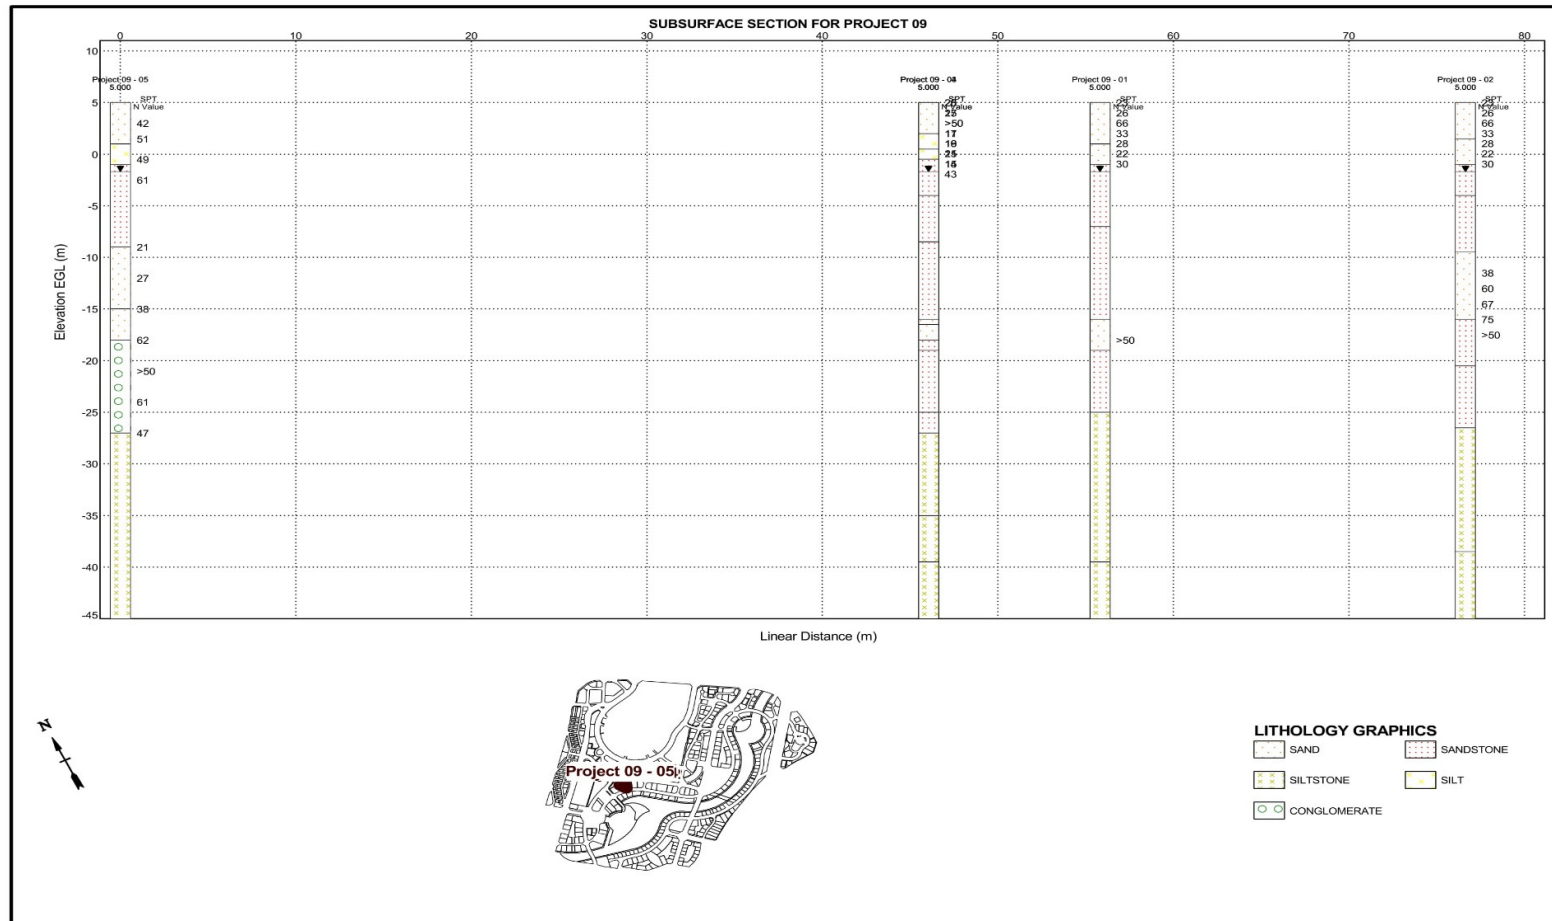 SUBSURFACE SECTION FOR PROJECT 09
0 10 20 30 40 50 60 70 80
Project 09 - 05
5.000
SPT
N Value
42
51
49
61
21
27
38
62
>50
61
47
5.000
SPT
N Value
>50
43
Project 09 - 01
5.000
SPT
N Value
26
66
33
28
22
30
>50
Project 09 - 02
5.000
SPT
N Value
26
66
33
28
22
30
38
60
67
75
>50
10
5
0
-5
-10
-15
-20
-25
-30
-35
-40
-45
Elevation EGL (m)
Linear Distance (m)
N
Project 09 - 05
LITHOLOGY GRAPHICS
SAND SANDSTONE
SILTSTONE SILT
CONGLOMERATE